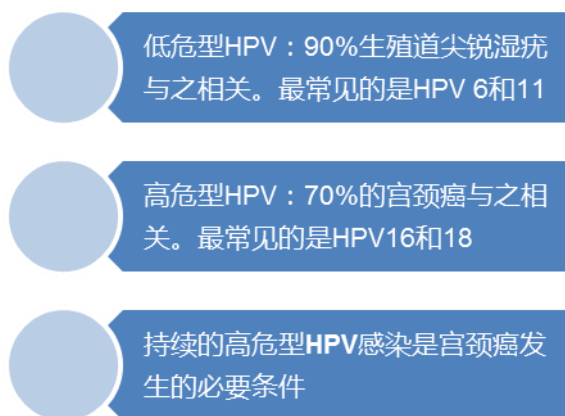 低危型HPV：90%生殖道尖锐湿疣
与之相关。最常见的是HPV 6和11
高危型HPV：70%的宫颈癌与之相
关。最常见的是HPV16和18
持续的高危型HPV感染是宫颈癌发
生的必要条件